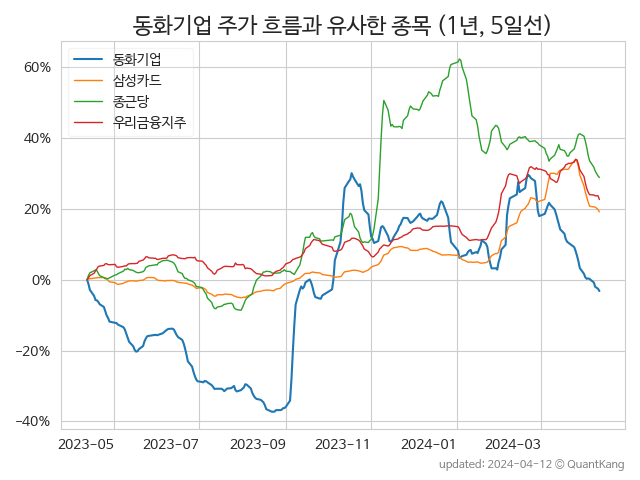 동화기업 주가 흐름과 유사한 종목 (1년, 5일선)
동화기업
삼성카드
종근당
우리금융지주
60%
40%
20%
0%
−20%
−40%
2023-05 2023-07 2023-09 2023-11 2024-01 2024-03
updated: 2024-04-12 © QuantKang